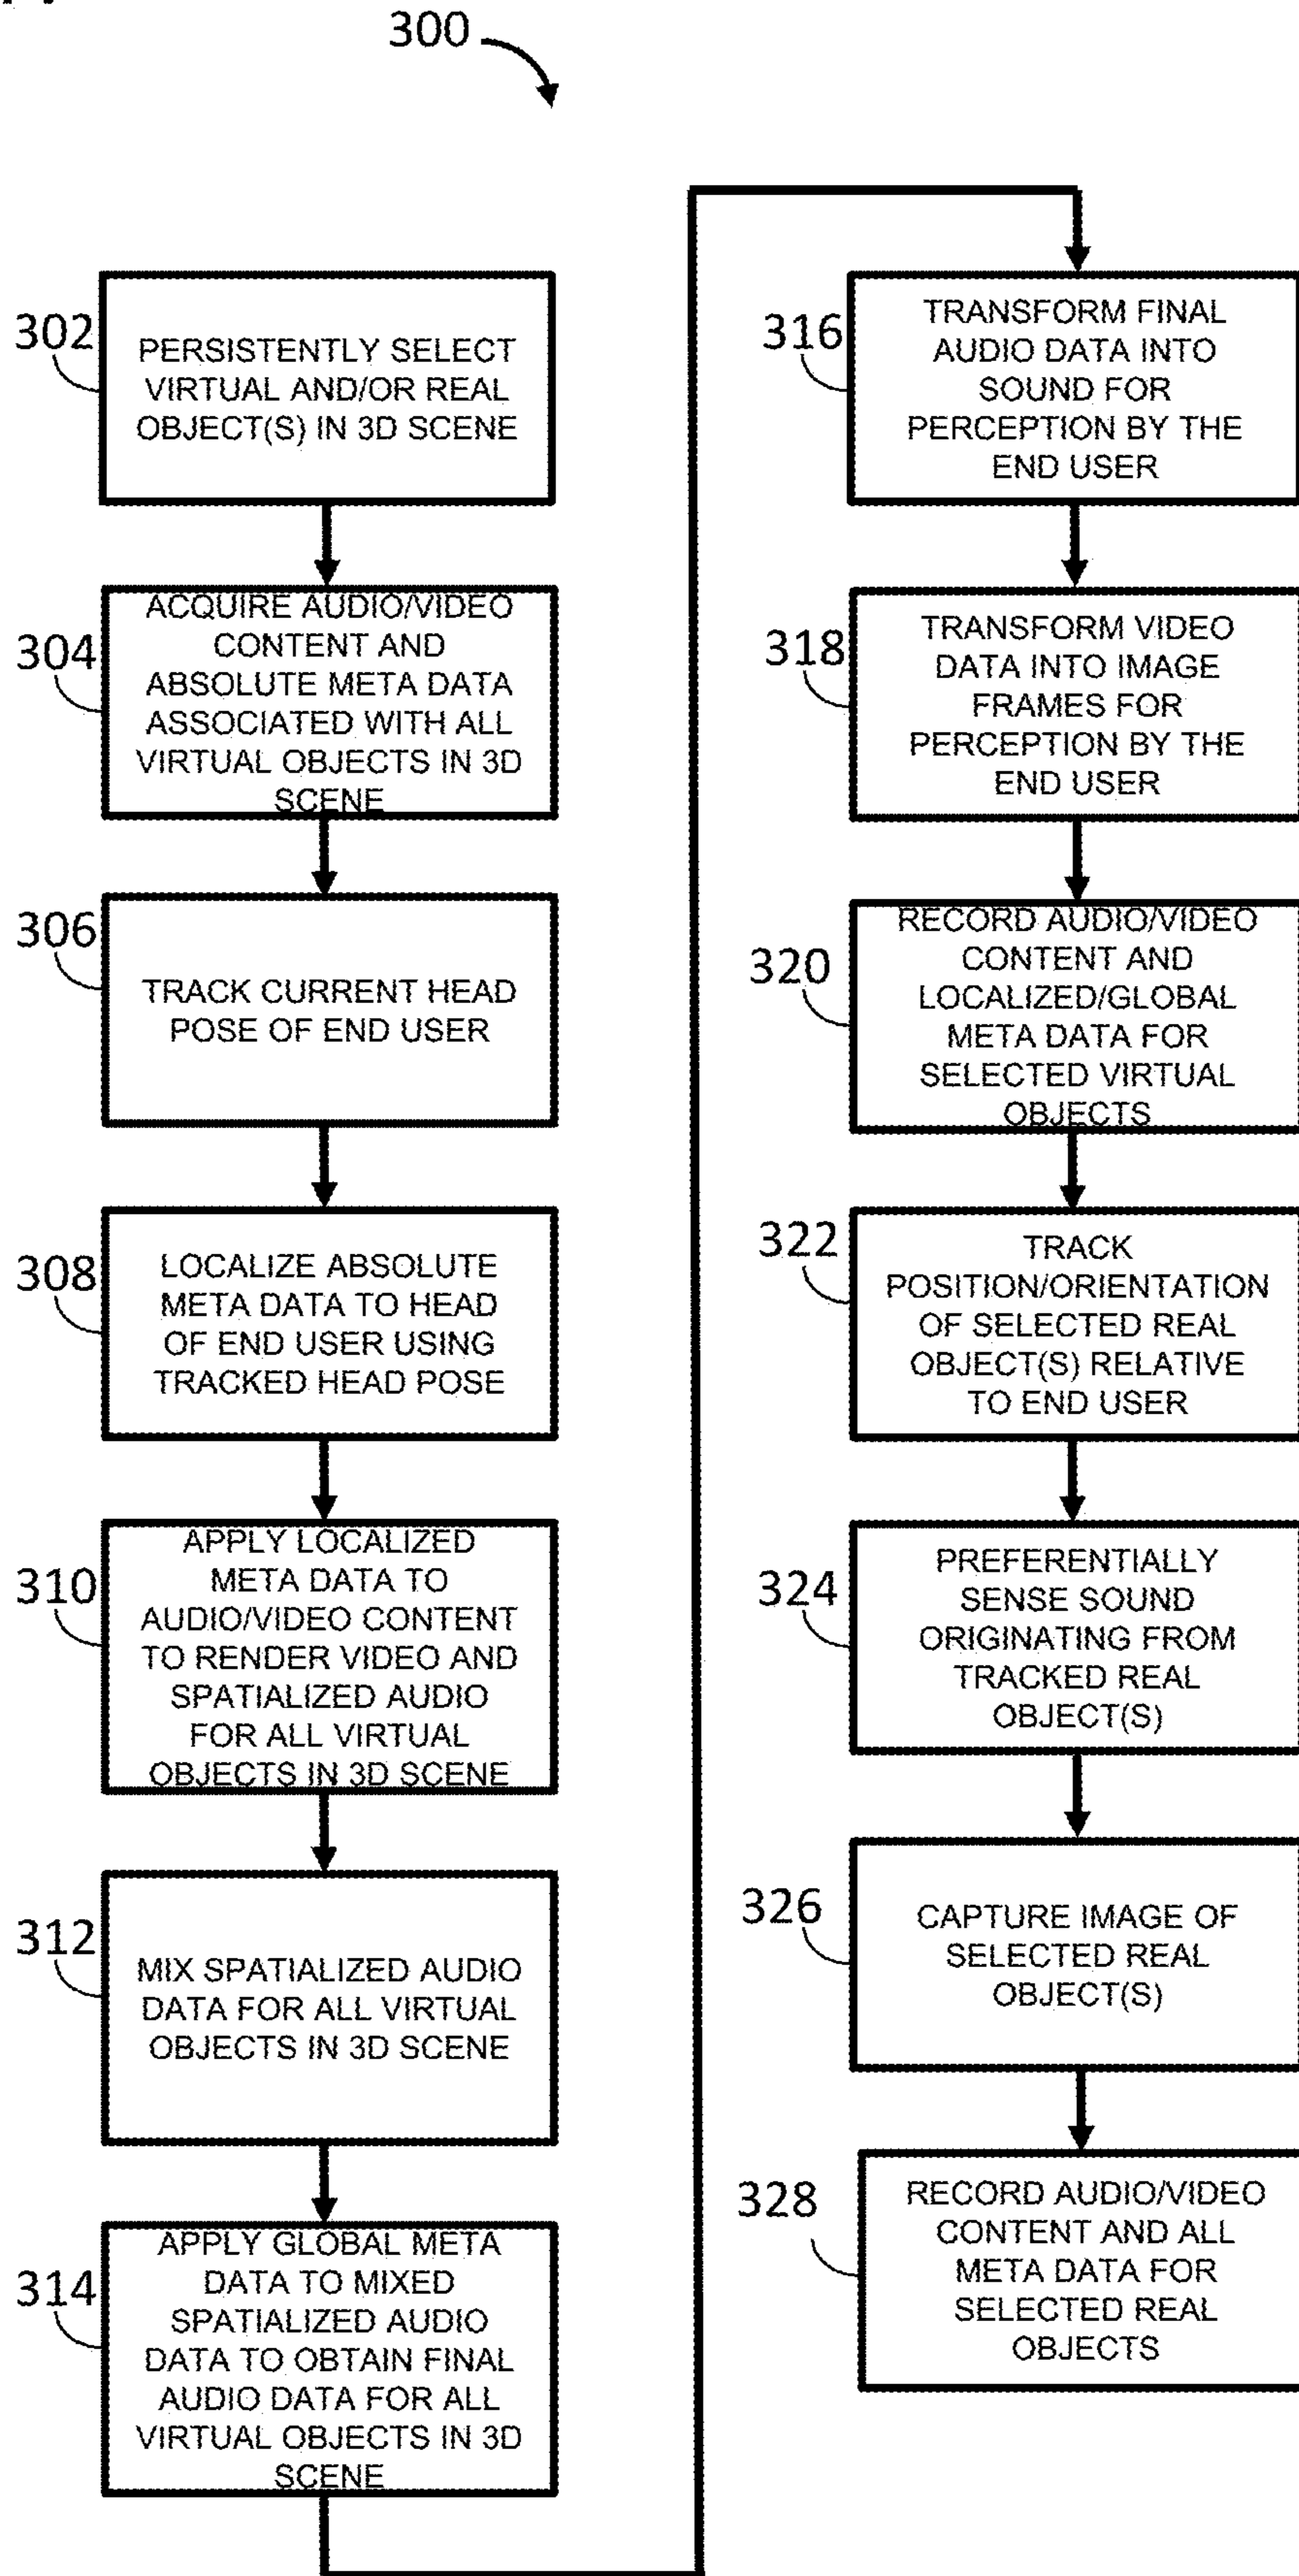 300
302
PERSISTENTLY SELECT
VIRTUAL AND/OR REAL
OBJECT(S) IN 3D SCENE
304
ACQUIRE AUDIO/VIDEO
CONTENT AND
ABSOLUTE META DATA
ASSOCIATED WITH ALL
VIRTUAL OBJECTS IN 3D
SCENE
306
TRACK CURRENT HEAD
POSE OF END USER
308
LOCALIZE ABSOLUTE
META DATA TO HEAD
OF END USER USING
TRACKED HEAD POSE
310
APPLY LOCALIZED
META DATA TO
AUDIO/VIDEO CONTENT
TO RENDER VIDEO AND
SPATIALIZED AUDIO
FOR ALL VIRTUAL
OBJECTS IN 3D SCENE
312
MIX SPATIALIZED AUDIO
DATA FOR ALL VIRTUAL
OBJECTS IN 3D SCENE
314
APPLY GLOBAL META
DATA TO MIXED
SPATIALIZED AUDIO
DATA TO OBTAIN FINAL
AUDIO DATA FOR ALL
VIRTUAL OBJECTS IN 3D
SCENE
316
TRANSFORM FINAL
AUDIO DATA INTO
SOUND FOR
PERCEPTION BY THE
END USER
318
TRANSFORM VIDEO
DATA INTO IMAGE
FRAMES FOR
PERCEPTION BY THE
END USER
320
RECORD AUDIO/VIDEO
CONTENT AND
LOCALIZED/GLOBAL
META DATA FOR
SELECTED VIRTUAL
OBJECTS
322
TRACK
POSITION/ORIENTATION
OF SELECTED REAL
OBJECT(S) RELATIVE
TO END USER
324
PREFERENTIALLY
SENSE SOUND
ORIGINATING FROM
TRACKED REAL
OBJECT(S)
326
CAPTURE IMAGE OF
SELECTED REAL
OBJECT(S)
328
RECORD AUDIO/VIDEO
CONTENT AND ALL
META DATA FOR
SELECTED REAL
OBJECTS